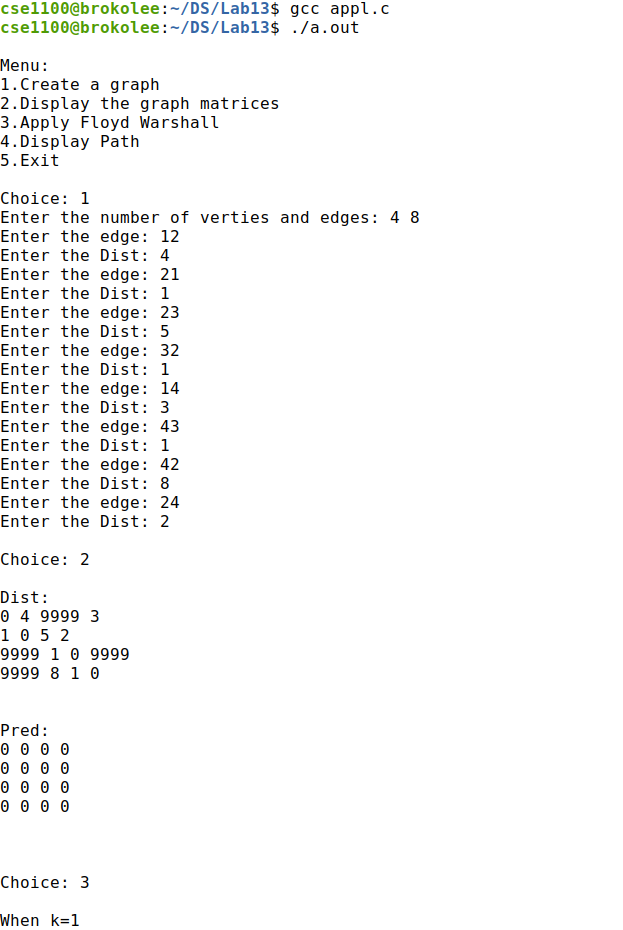 cse1100@brokolee:~/DS/Lab13$ gcc appl.c
cse1100@brokolee:~/DS/Lab13$ ./a.out
Menu:
1.Create a graph
2.Display the graph matrices
3.Apply Floyd Warshall
4.Display Path
5.Exit
Choice: 1
Enter the number of verties and edges: 4 8
Enter the edge: 12
Enter the Dist: 4
Enter the edge: 21
Enter the Dist: 1
Enter the edge: 23
Enter the Dist: 5
Enter the edge: 32
Enter the Dist: 1
Enter the edge: 14
Enter the Dist: 3
Enter the edge: 43
Enter the Dist: 1
Enter the edge: 42
Enter the Dist: 8
Enter the edge: 24
Enter the Dist: 2
Choice: 2
Dist:
0 4 9999 3
1 0 5 2
9999 1 0 9999
9999 8 1 0
Pred:
0 0 0 0
0 0 0 0
0 0 0 0
0 0 0 0
Choice: 3
When k=1